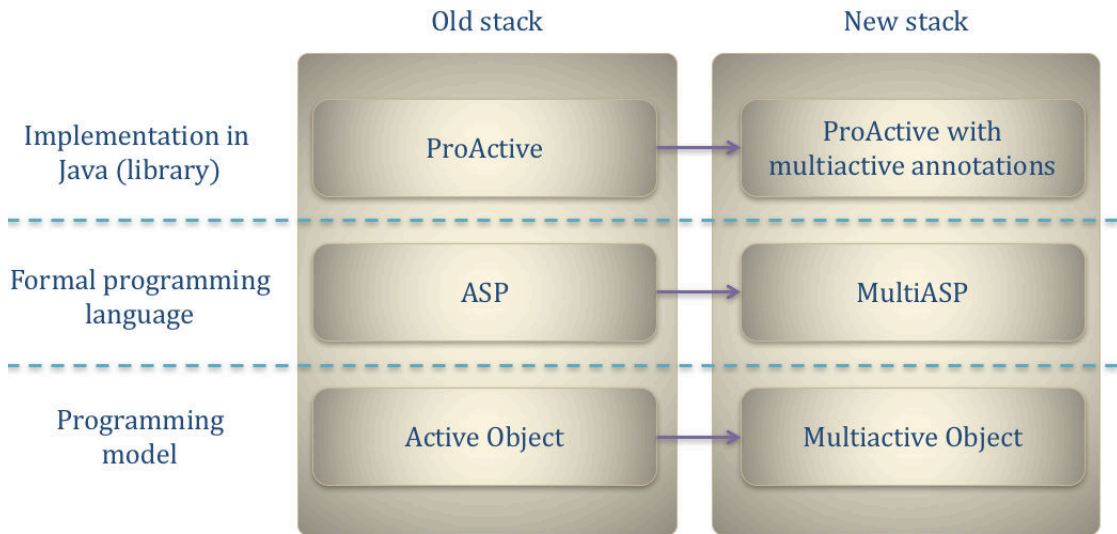 Old stack
New stack
Implementation in
Java (library)
ProActive
ProActive with
multiactive annotations
Formal programming
language
ASP
MultiASP
Programming
model
Active Object
Multiactive Object